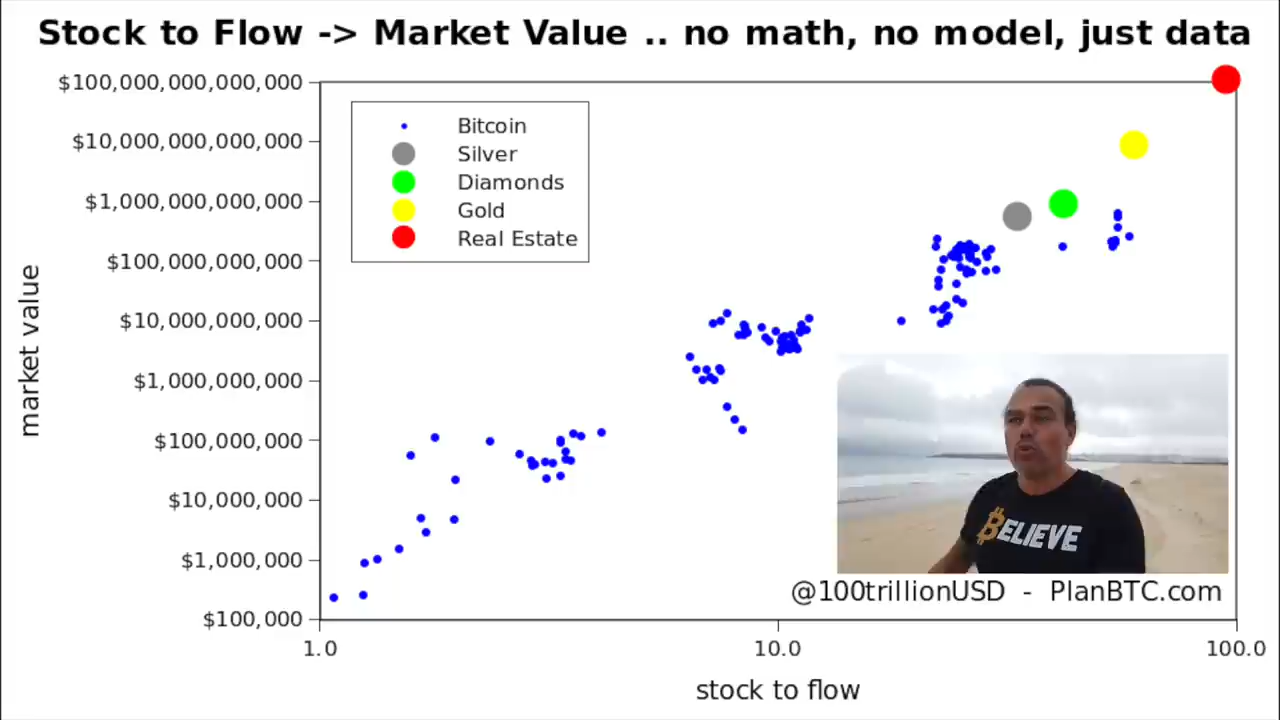 Stock to Flow -> Market Value .. no math, no model, just data
$100,000,000,000,000
$10,000,000,000,000
$1,000,000,000,000
$100,000,000,000
$10,000,000,000
$1,000,000,000
$100,000,000
$10,000,000
$1,000,000
$100,000
market value
Bitcoin
Silver
Diamonds
Gold
Real Estate
BELIEVE
@100trillionUSD - PlanBTC.com
1.0
10.0
100.0
stock to flow